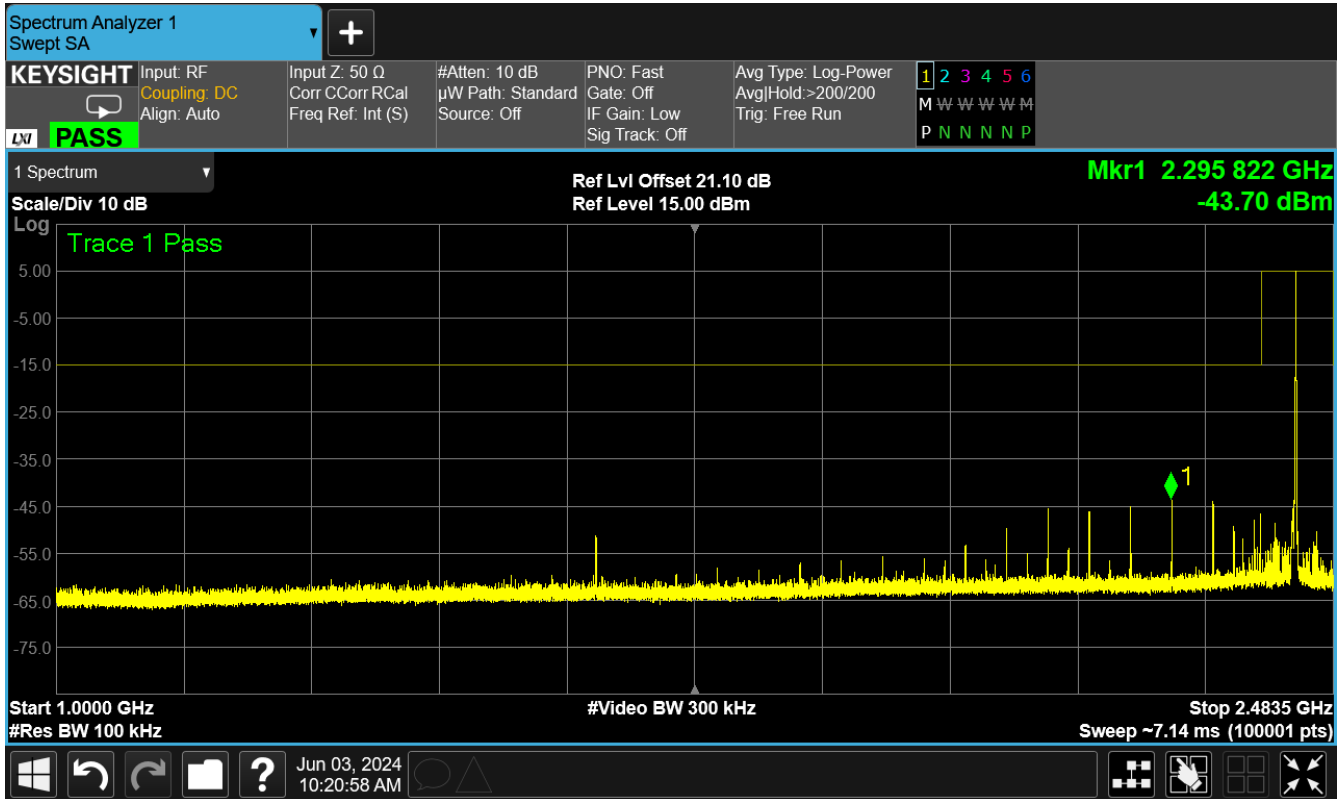 Spectrum Analyzer 1
Swept SA
KEYSIGHT
LXI PASS
Input: RF
Coupling: DC
Align: Auto
Input Z: 50 Ω
Corr CCorr RCal
Freq Ref: Int (S)
#Atten: 10 dB
µW Path: Standard
Source: Off
PNO: Fast
Gate: Off
IF Gain: Low
Sig Track: Off
Avg Type: Log-Power
Avg|Hold:>200/200
Trig: Free Run
1 2 3 4 5 6
M W W W W M
P N N N N P
1 Spectrum
Scale/Div 10 dB
Log
Ref Lvl Offset 21.10 dB
Ref Level 15.00 dBm
Mkr1 2.295 822 GHz
-43.70 dBm
Trace 1 Pass
5.00
-5.00
-15.0
-25.0
-35.0
1
-45.0
-55.0
-65.0
-75.0
Start 1.0000 GHz
#Res BW 100 kHz
#Video BW 300 kHz
Stop 2.4835 GHz
Sweep ~7.14 ms (100001 pts)
?
Jun 03, 2024
10:20:58 AM